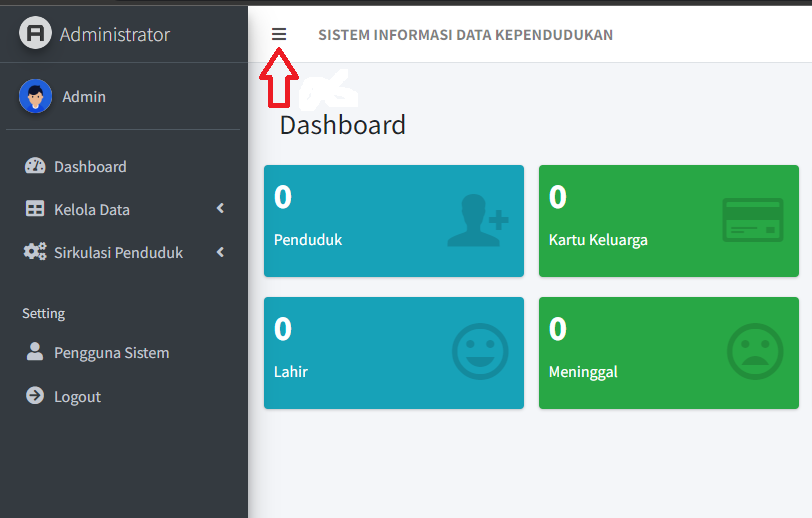 Administrator
SISTEM INFORMASI DATA KEPENDUDUKAN
Admin
Dashboard
Kelola Data
Sirkulasi Penduduk
Setting
Pengguna Sistem
Logout
Dashboard
0
Penduduk
0
Kartu Keluarga
0
Lahir
0
Meninggal